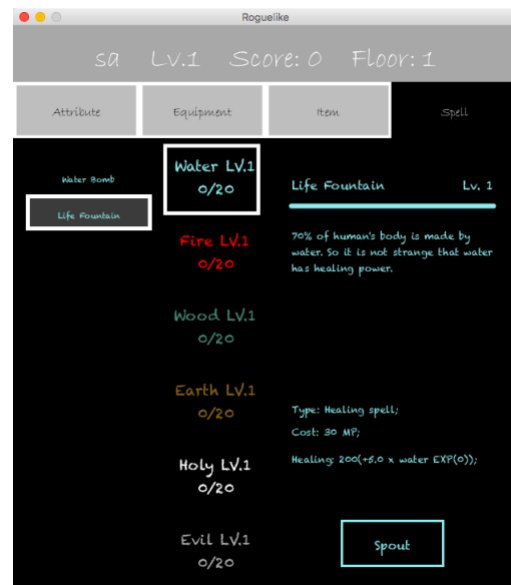 Roguelike
sa Lv.1 Score: 0 Floor: 1
Attribute Equipment Item Spell
Water Bomb
Life Fountain
Water LV.1
0/20
Fire LV.1
0/20
Wood LV.1
0/20
Earth LV.1
0/20
Holy LV.1
0/20
Evil LV.1
0/20
Life Fountain Lv. 1
70% of human's body is made by
water. So it is not strange that water
has healing power.
Type: Healing spell;
Cost: 30 MP;
Healing: 200(+5.0 x water EXP(0));
Spout